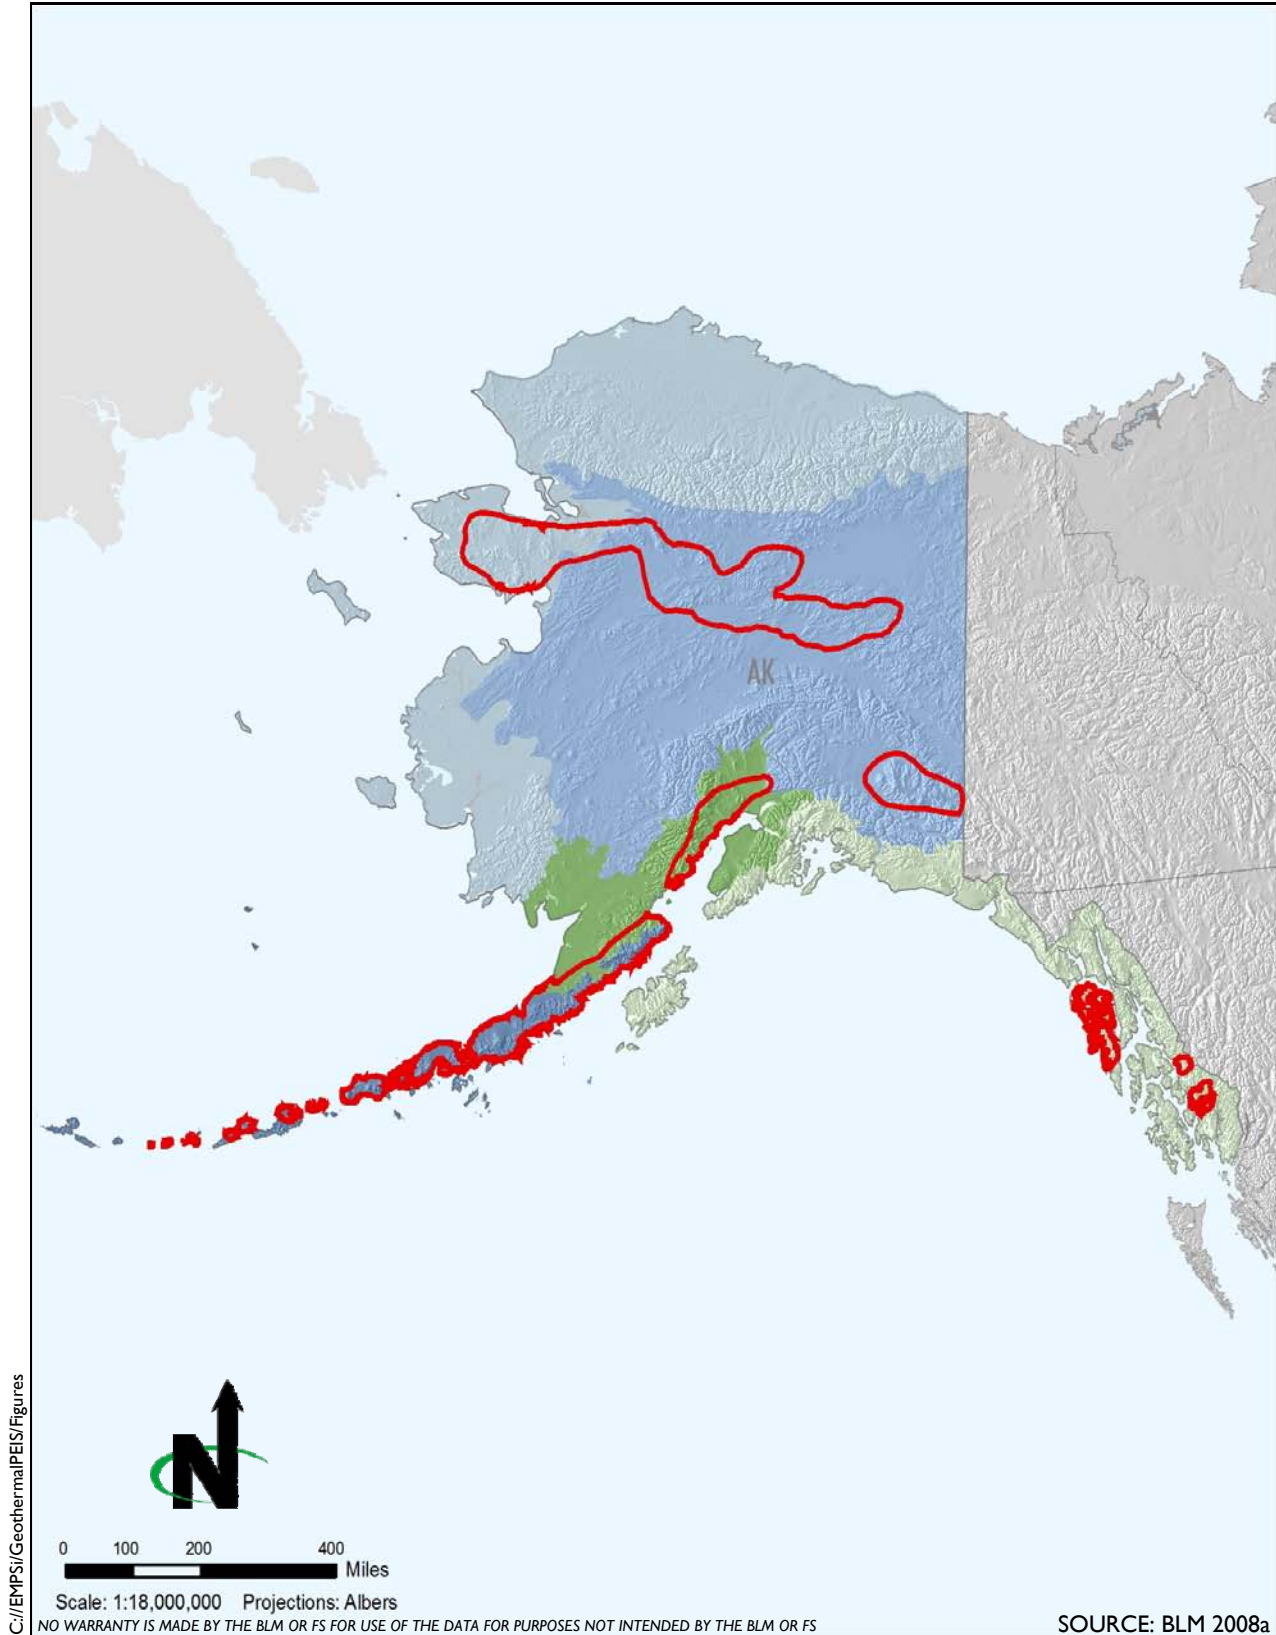 AK
N
0 100 200 400
Miles
Scale: 1:18,000,000 Projections: Albers
NO WARRANTY IS MADE BY THE BLM OR FS FOR USE OF THE DATA FOR PURPOSES NOT INTENDED BY THE BLM OR FS
SOURCE: BLM 2008a
C://EMPSi/GeothermalPEIS/Figures